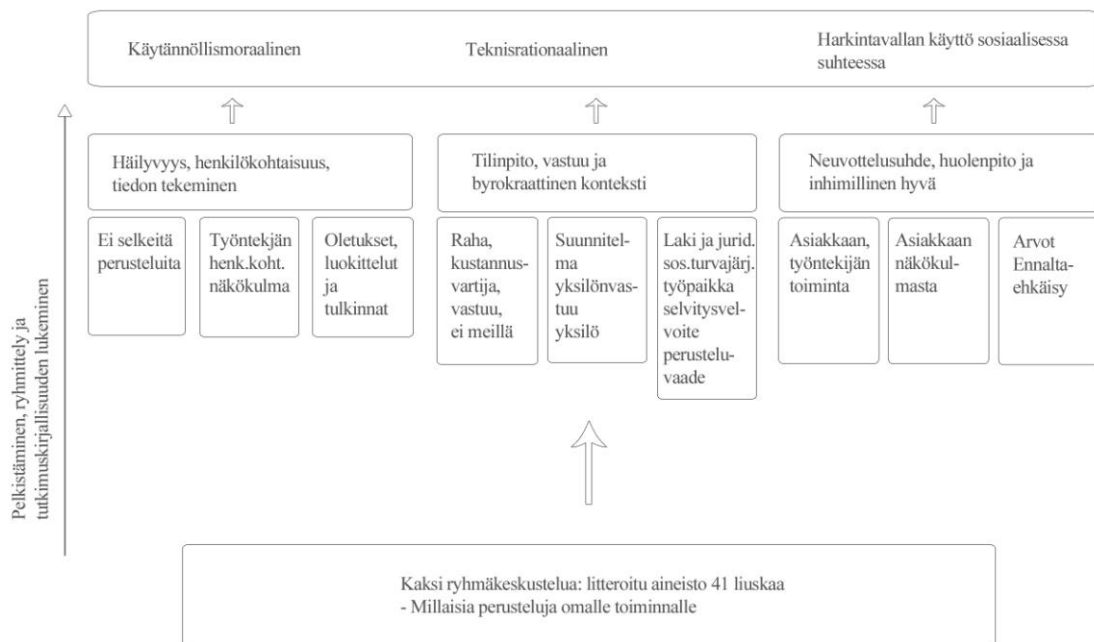 Käytännöllismoraalinen
Teknisrationaalinen
Harkintavallan käyttö sosiaalisessa
suhteessa
Häilyvyys, henkilökohtaisuus,
tiedon tekeminen
Tilinpito, vastuu ja
byrokraattinen konteksti
Neuvottelusuhde, huolenpito ja
inhimillinen hyvä
Ei selkeitä
perusteluita
Työntekjän
henk.koht.
näkökulma
Oletukset,
luokittelut
ja
tulkinnat
Raha,
kustannus-
vartija,
vastuu,
ei meillä
Suunnitel-
ma
yksilönvas-
tuu
yksilö
Laki ja jurid.
sos.turvajärj.
työpaikka
selvitysvel-
voite
perustelu-
vaade
Asiakkaan,
työntekijän
toiminta
Asiakkaan
näkökul-
masta
Arvot
Ennalta-
ehkäisy
Pelkistäminen, ryhmittely ja
tutkimuskirjallisuuden lukeminen
Kaksi ryhmäkeskustelua: litteroitu aineisto 41 liuskaa
- Millaisia perusteluja omalle toiminnalle